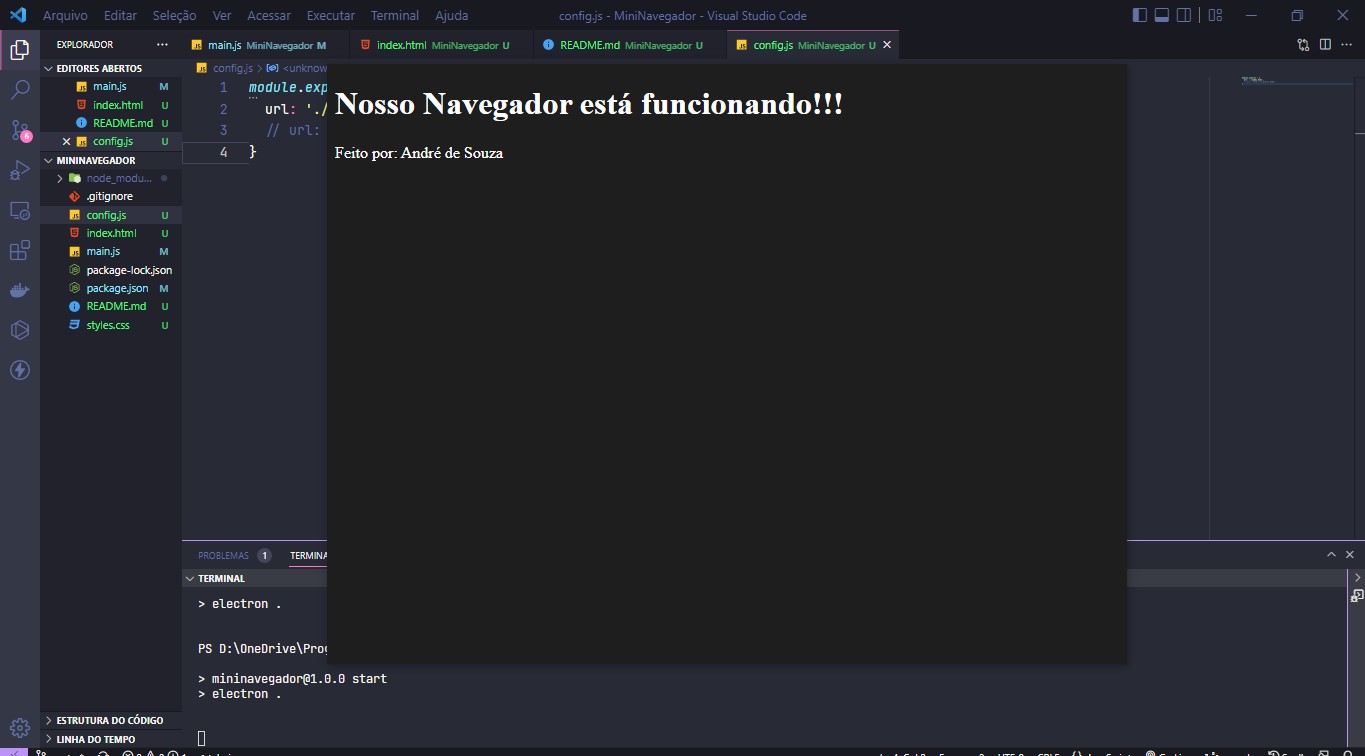 Arquivo Editar Seleção Ver Acessar Executar Terminal Ajuda
config.js - MiniNavegador - Visual Studio Code
EXPLORADOR
main.js MiniNavegador M
index.html MiniNavegador U
README.md MiniNavegador U
config.js MiniNavegador U
EDITORES ABERTOS
main.js M
index.html U
README.md U
config.js U
MININAVEGADOR
node_modu...
.gitignore
config.js U
index.html U
main.js M
package-lock.json
package.json M
README.md U
styles.css U
6
config.js > <unknow
1 module.exp
2 url: './
3 // url:
4 }
Nosso Navegador está funcionando!!!
Feito por: André de Souza
PROBLEMAS 1 TERMINA
TERMINAL
> electron .
PS D:\OneDrive\Prog
> mininavegador@1.0.0 start
> electron .
ESTRUTURA DO CÓDIGO
LINHA DO TEMPO